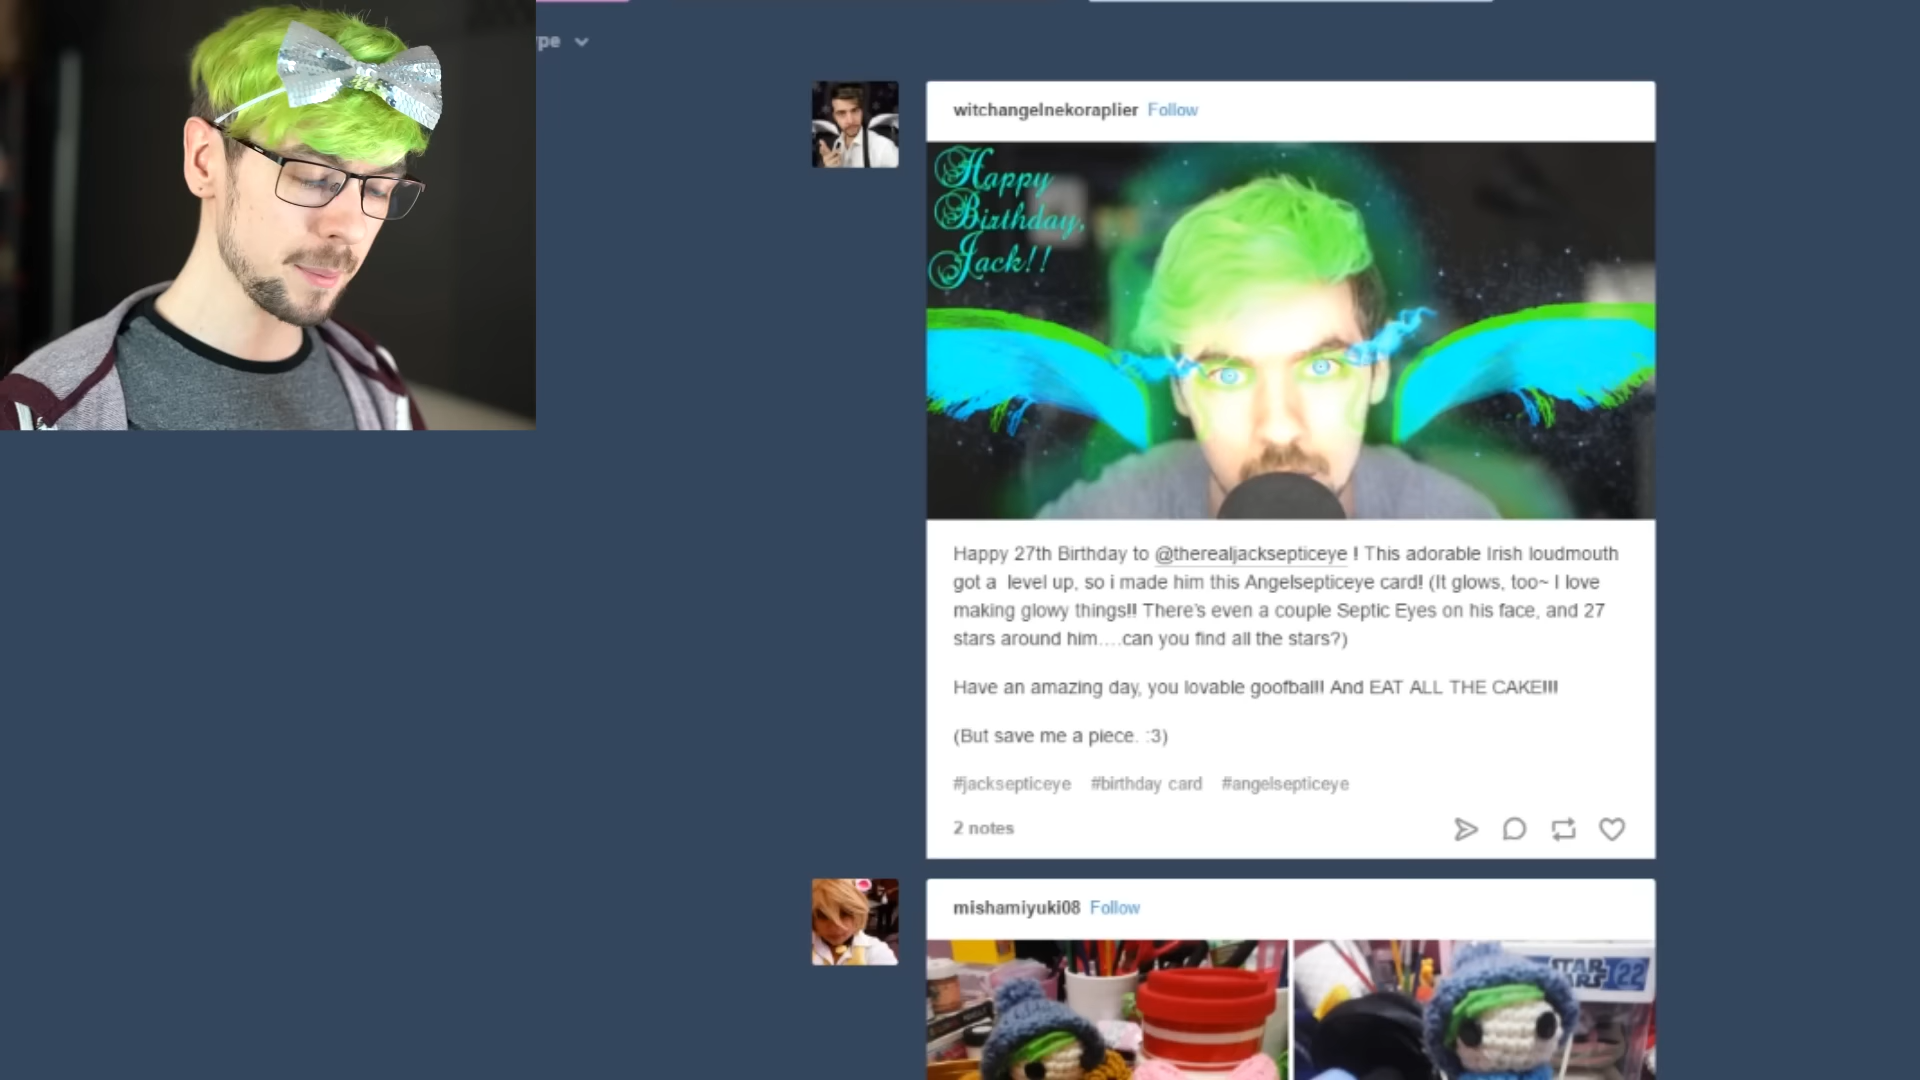 witchangelnekoraplier Follow
Happy
Birthday,
Jack!!
Happy 27th Birthday to @therealjacksepticeye ! This adorable Irish loudmouth
got a level up, so i made him this Angelsepticeye card! (It glows, too~ I love
making glowy things!! There's even a couple Septic Eyes on his face, and 27
stars around him....can you find all the stars?)
Have an amazing day, you lovable goofball!! And EAT ALL THE CAKE!!!
(But save me a piece. :3)
#jacksepticeye #birthday card #angelsepticeye
2 notes
mishamiyuki08 Follow
STAR
WARS 122